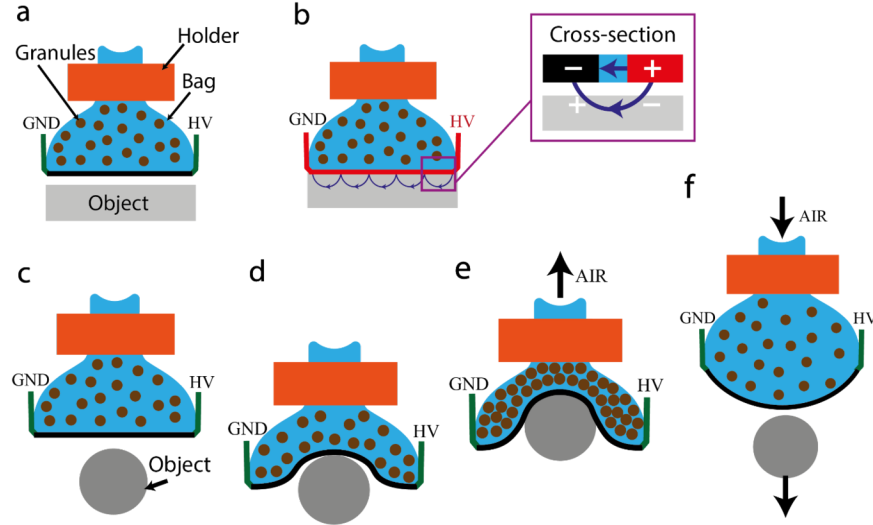 a
Holder
Granules
Bag
GND
HV
Object
b
GND
HV
Cross-section
− +
+ −
c
GND
HV
Object
d
GND
HV
e
AIR
GND
HV
f
AIR
GND
HV